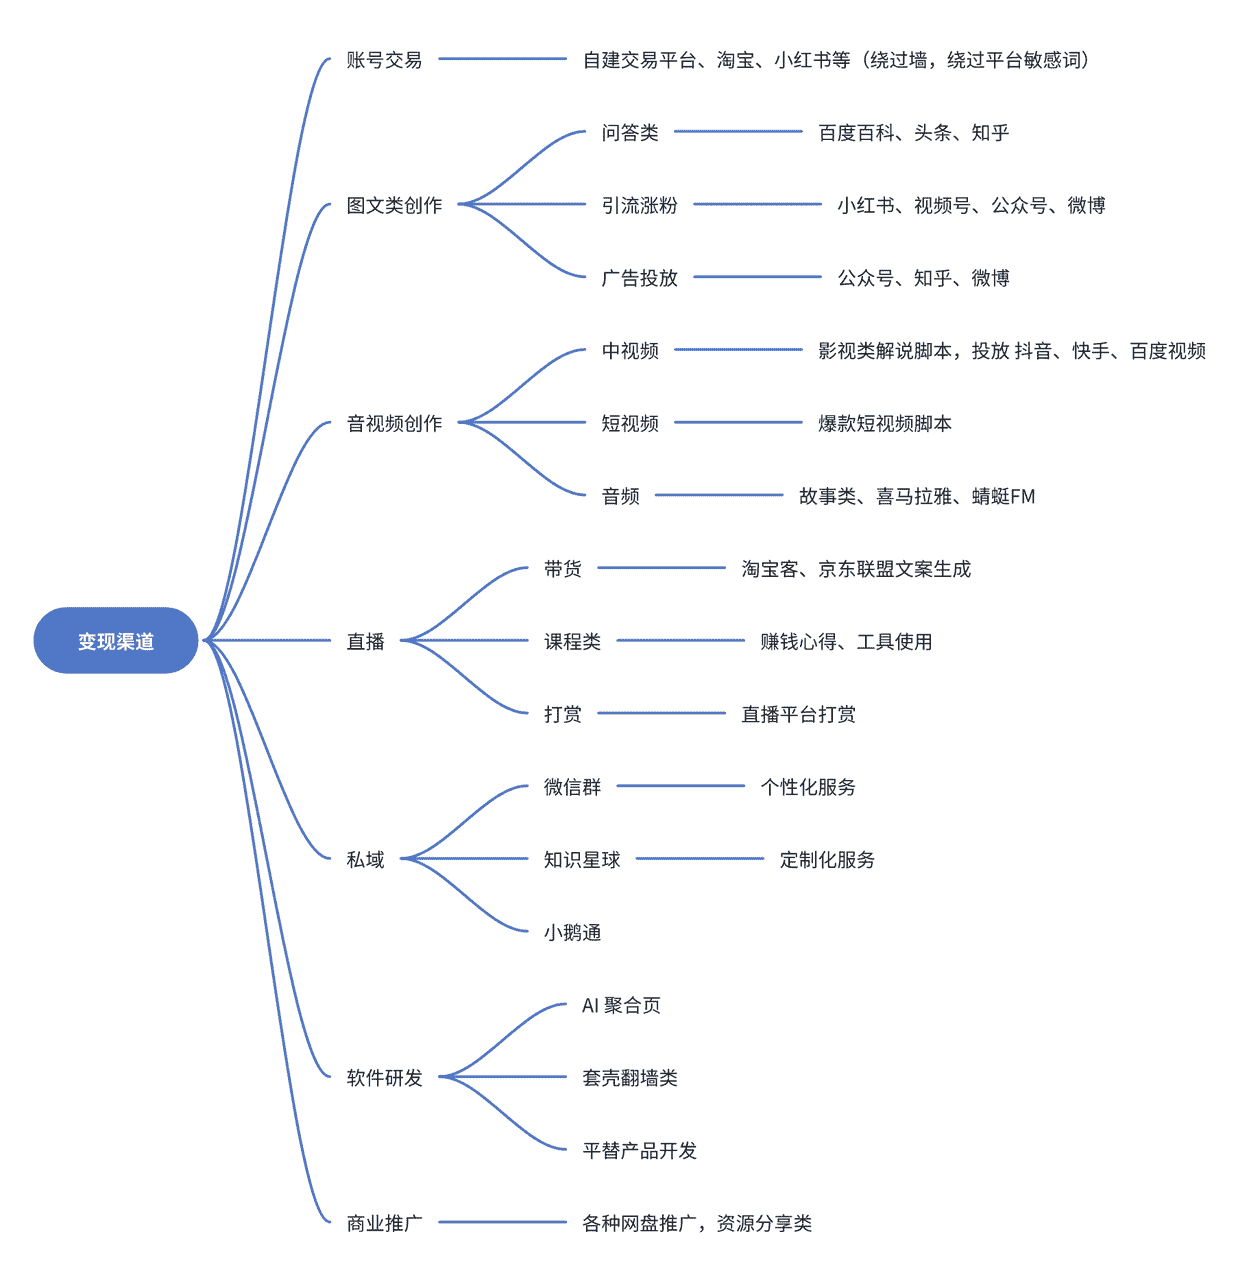 账号交易
自建交易平台、淘宝、小红书等（绕过墙，绕过平台敏感词）
问答类
百度百科、头条、知乎
图文类创作
引流涨粉
小红书、视频号、公众号、微博
广告投放
公众号、知乎、微博
中视频
影视类解说脚本，投放 抖音、快手、百度视频
音视频创作
短视频
爆款短视频脚本
音频
故事类、喜马拉雅、蜻蜓FM
带货
淘宝客、京东联盟文案生成
变现渠道
直播
课程类
赚钱心得、工具使用
打赏
直播平台打赏
微信群
个性化服务
私域
知识星球
定制化服务
小鹅通
AI 聚合页
软件研发
套壳翻墙类
平替产品开发
商业推广
各种网盘推广，资源分享类